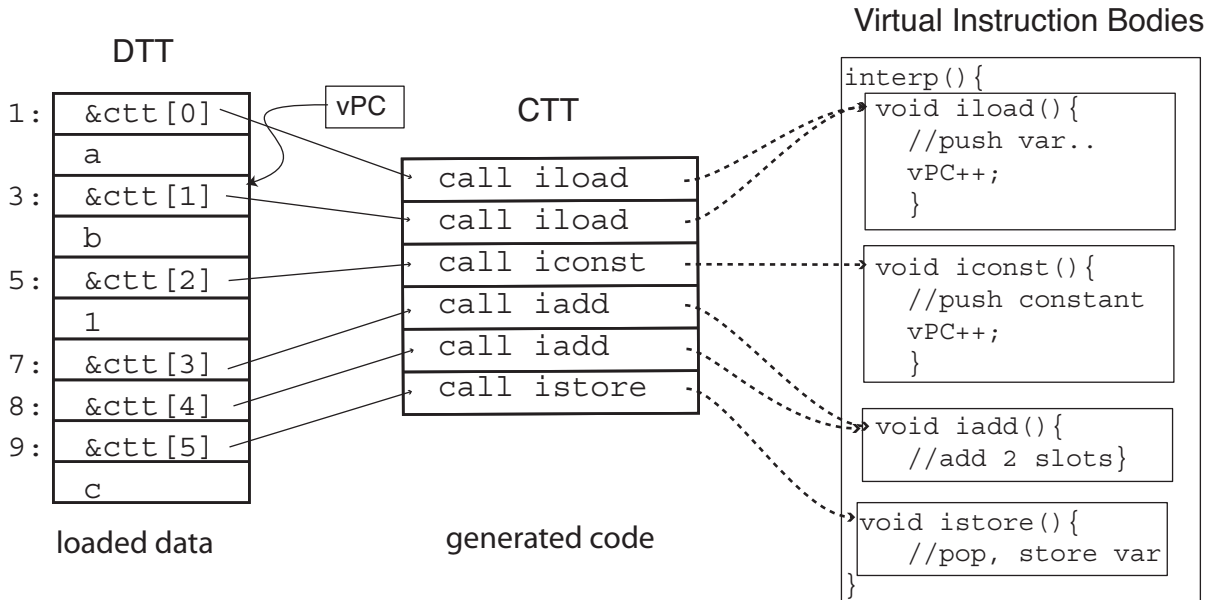 Virtual Instruction Bodies
DTT
vPC
CTT
1: &ctt[0]
a
3: &ctt[1]
b
5: &ctt[2]
1
7: &ctt[3]
8: &ctt[4]
9: &ctt[5]
c
loaded data
call iload
call iload
call iconst
call iadd
call iadd
call istore
generated code
interp(){
void iload(){
//push var..
vPC++;
}
void iconst(){
//push constant
vPC++;
}
void iadd(){
//add 2 slots}
void istore(){
//pop, store var
}